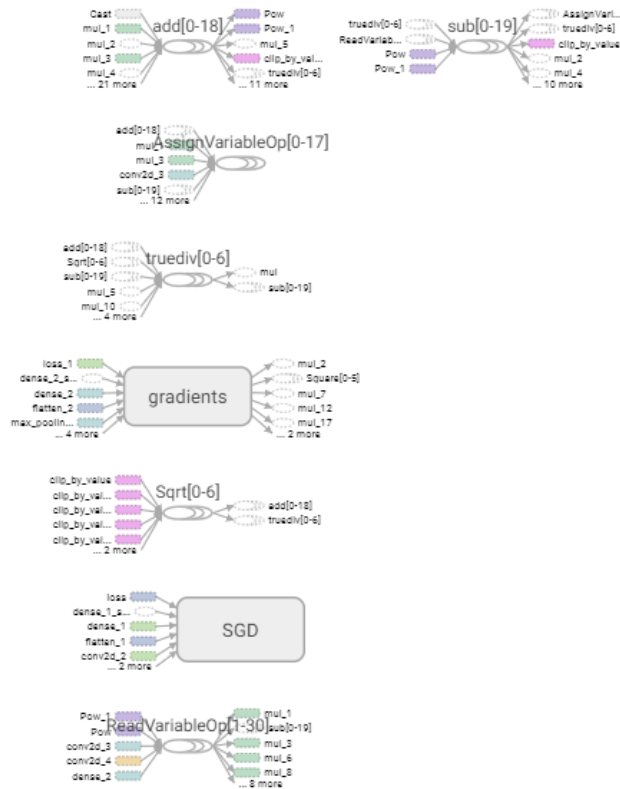 Cast
mul_1
mul_2
mul_3
mul_4
... 21 more
add[0-18]
Pow
Pow_1
mul_5
clip_by_val...
truediv[0-6]
... 11 more
truediv[0-6]
ReadVariab...
Pow
Pow_1
sub[0-19]
AssignVari...
truediv[0-6]
clip_by_value
mul_2
mul_4
... 10 more
add[0-18]
mul_3
conv2d_3
sub[0-19]
... 12 more
AssignVariableOp[0-17]
add[0-18]
Sqrt[0-6]
sub[0-19]
mul_5
mul_10
... 4 more
truediv[0-6]
mul
sub[0-19]
loss_1
dense_2_s...
dense_2
flatten_2
max_poolin...
... 4 more
gradients
mul_2
Square[0-5]
mul_7
mul_12
mul_17
... 2 more
clip_by_value
clip_by_val...
clip_by_val...
clip_by_val...
clip_by_val...
... 2 more
Sqrt[0-6]
add[0-18]
truediv[0-6]
loss
dense_1_s...
dense_1
flatten_1
conv2d_2
... 2 more
SGD
Pow_1
Pow
conv2d_3
conv2d_4
dense_2
ReadVariableOp[1-30]
mul_1
sub[0-19]
mul_3
mul_6
mul_8
... 8 more